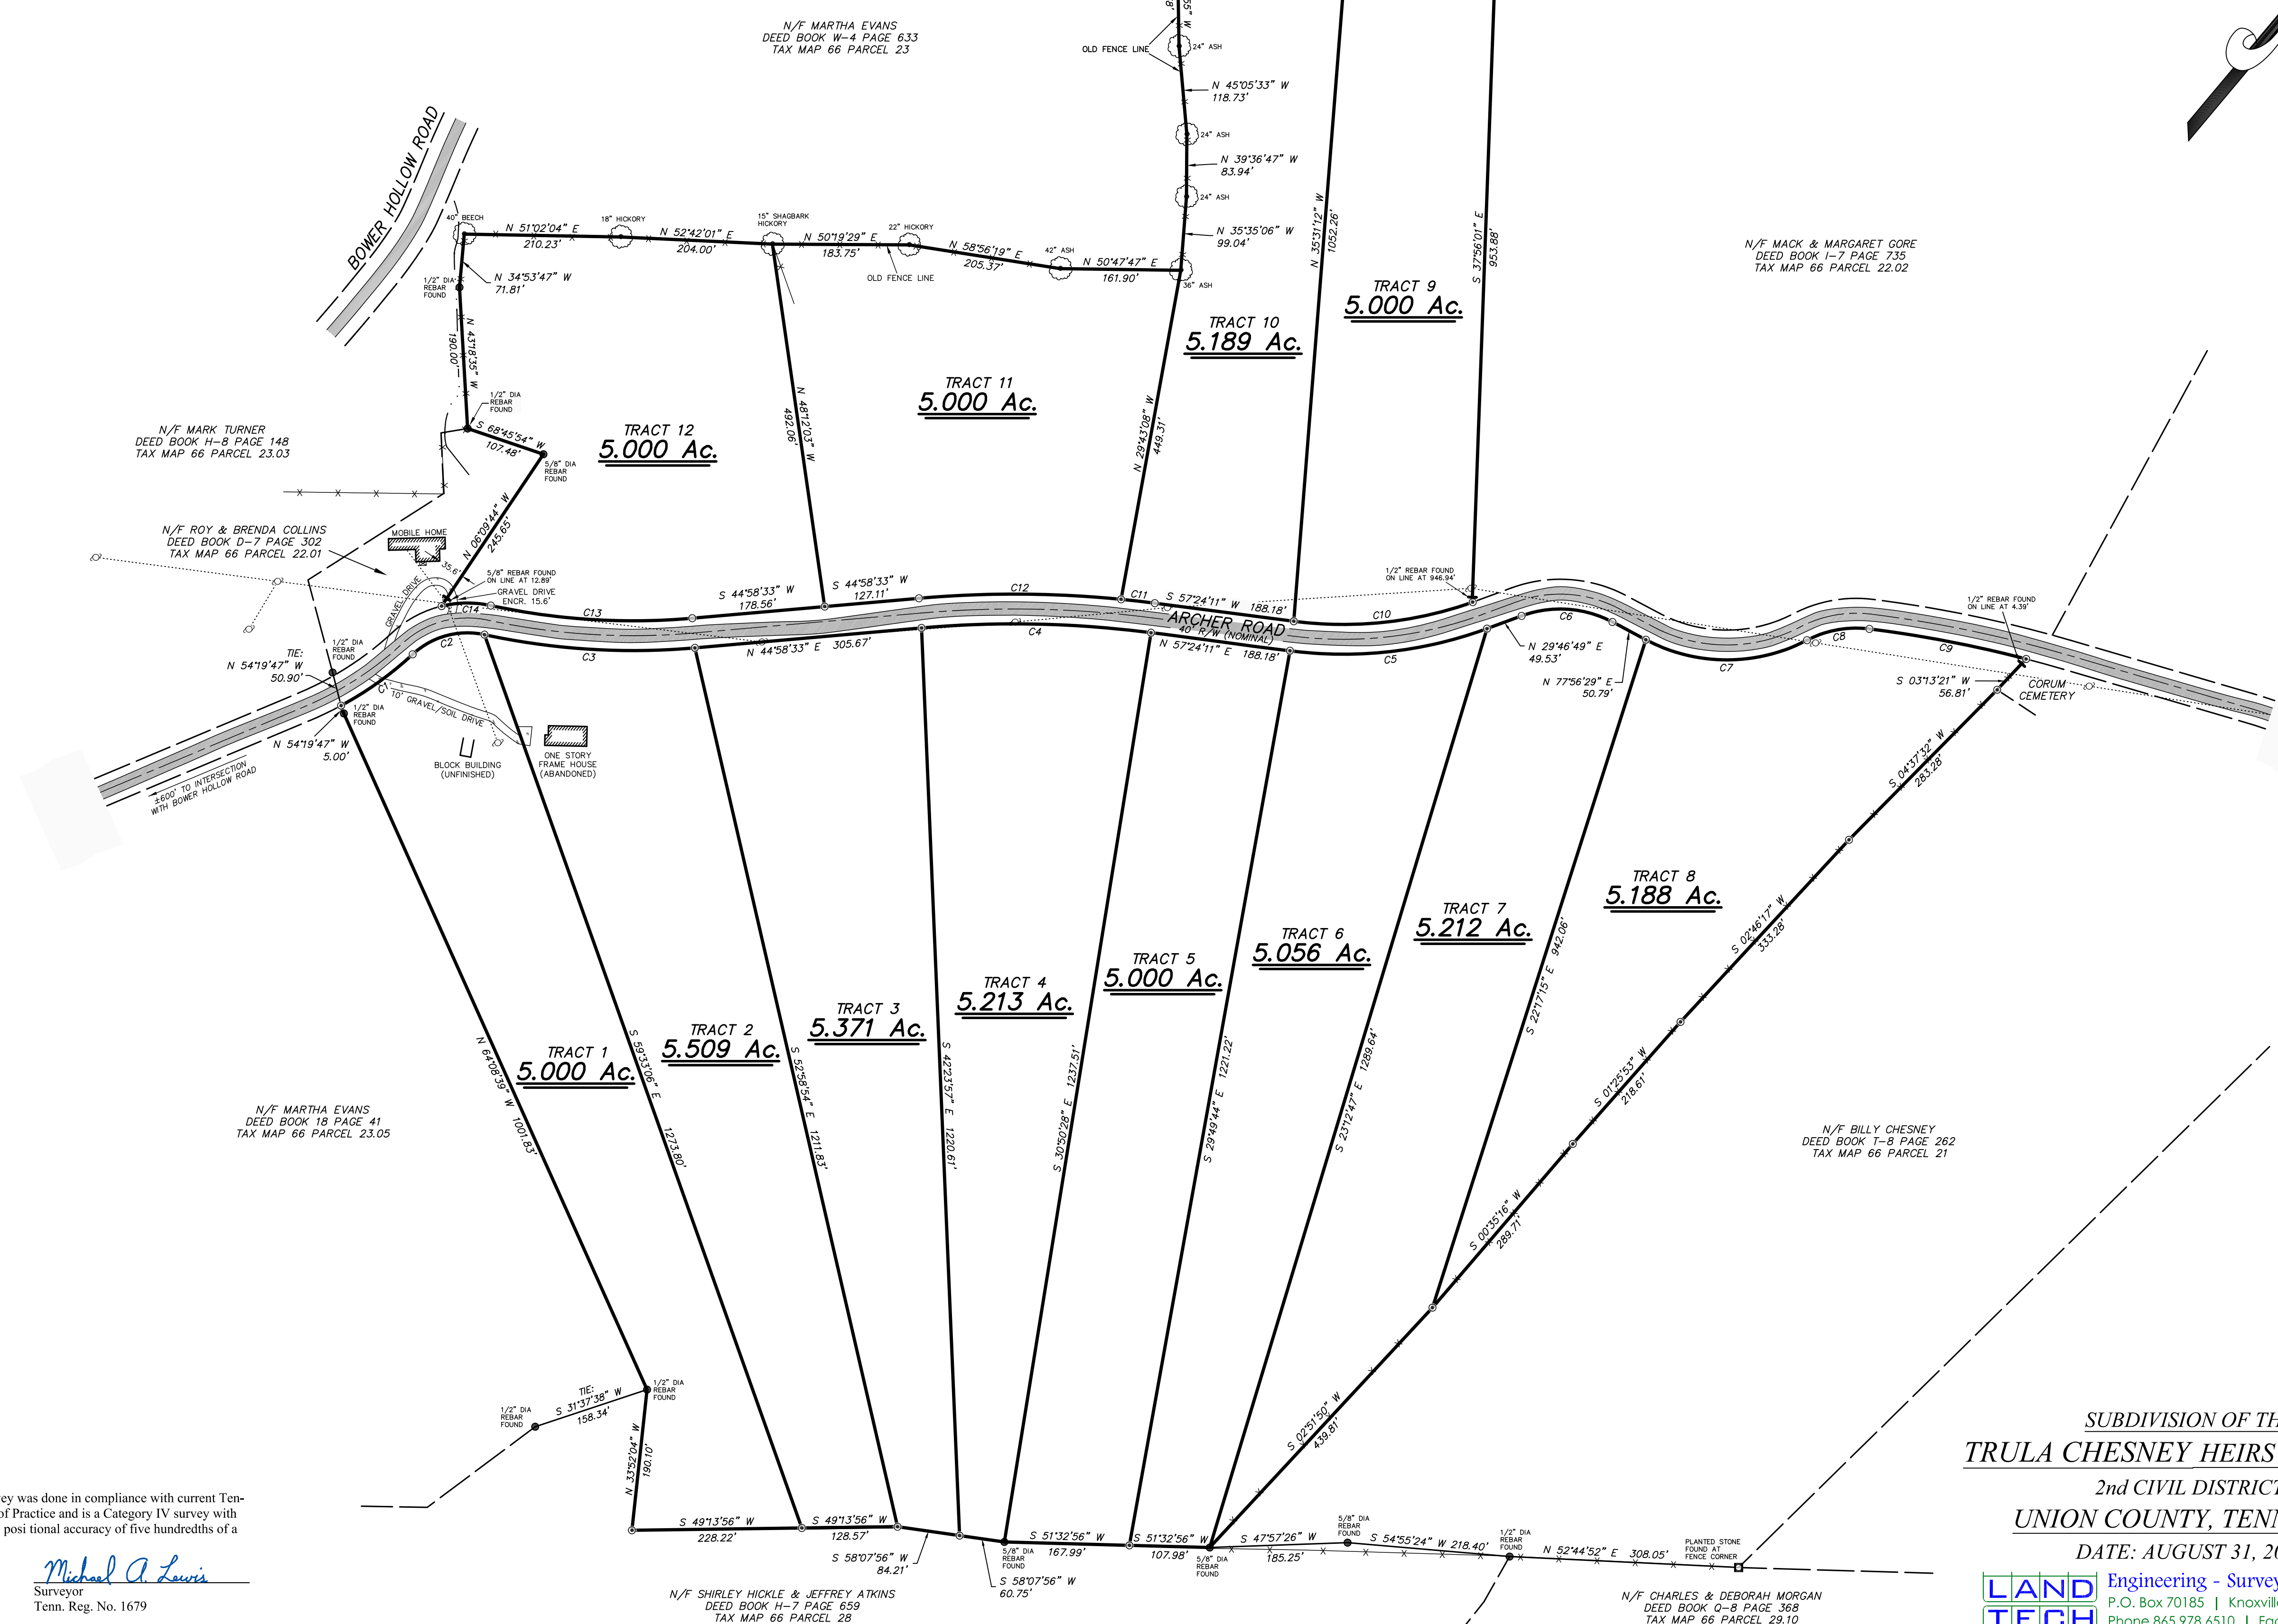 N/F MARTHA EVANS
DEED BOOK W-4 PAGE 633
TAX MAP 66 PARCEL 23
OLD FENCE LINE
24" ASH
N 45°05'33" W
118.73'
24" ASH
N 39°36'47" W
83.94'
24" ASH
N 35°35'06" W
99.04'
36" ASH
BOWER HOLLOW ROAD
40" BEECH
N 51°02'04" E
210.23'
18" HICKORY
N 52°42'01" E
204.00'
15" SHAGBARK
HICKORY
N 50°19'29" E
183.75'
22" HICKORY
OLD FENCE LINE
N 58°56'19" E
205.37'
42" ASH
N 50°47'47" E
161.90'
1/2" DIA
REBAR
FOUND
N 34°53'47" W
71.81'
N 43°18'35" W
190.00'
1/2" DIA
REBAR
FOUND
S 68°45'54" W
107.48'
5/8" DIA
REBAR
FOUND
N 06°09'44" W
245.65'
N 35°31'12" W
1052.26'
S 37°56'01" E
953.88'
N/F MACK & MARGARET GORE
DEED BOOK I-7 PAGE 735
TAX MAP 66 PARCEL 22.02
TRACT 9
5.000 Ac.
TRACT 10
5.189 Ac.
TRACT 11
5.000 Ac.
TRACT 12
5.000 Ac.
N 48°12'03" W
492.06'
N 29°43'08" W
449.31'
N/F MARK TURNER
DEED BOOK H-8 PAGE 148
TAX MAP 66 PARCEL 23.03
N/F ROY & BRENDA COLLINS
DEED BOOK D-7 PAGE 302
TAX MAP 66 PARCEL 22.01
MOBILE HOME
35.6'
GRAVEL DRIVE
5/8" REBAR FOUND
ON LINE AT 12.89'
GRAVEL DRIVE
ENCR. 15.6'
C14
C13
S 44°58'33" W
178.56'
S 44°58'33" W
127.11'
C12
C11
S 57°24'11" W 188.18'
ARCHER ROAD
40' R/W (NOMINAL)
C10
1/2" REBAR FOUND
ON LINE AT 946.94'
1/2" REBAR FOUND
ON LINE AT 4.39'
TIE:
N 54°19'47" W
50.90'
1/2" DIA
REBAR
FOUND
1/2" DIA
REBAR
FOUND
N 54°19'47" W
5.00'
C1
C2
C3
N 44°58'33" E 305.67'
C4
N 57°24'11" E 188.18'
C5
N 29°46'49" E
49.53'
C6
N 77°56'29" E
50.79'
C7
C8
C9
S 03°13'21" W
56.81'
CORUM
CEMETERY
10' GRAVEL/SOIL DRIVE
BLOCK BUILDING
(UNFINISHED)
ONE STORY
FRAME HOUSE
(ABANDONED)
±600' TO INTERSECTION
WITH BOWER HOLLOW ROAD
S 04°37'32" W
283.28'
TRACT 8
5.188 Ac.
TRACT 7
5.212 Ac.
TRACT 6
5.056 Ac.
TRACT 5
5.000 Ac.
TRACT 4
5.213 Ac.
TRACT 3
5.371 Ac.
TRACT 2
5.509 Ac.
TRACT 1
5.000 Ac.
N 64°08'39" W 1001.83'
S 59°33'06" E 1273.80'
S 52°58'54" E 1211.83'
S 42°23'57" E 1220.61'
S 30°50'28" E 1237.51'
S 29°49'44" E 1221.22'
S 23°12'47" E 1289.64'
S 22°17'15" E 942.06'
S 02°46'17" W
333.28'
S 01°25'53" W
218.61'
S 00°35'16" W
289.71'
S 02°51'50" W
439.81'
N/F MARTHA EVANS
DEED BOOK 18 PAGE 41
TAX MAP 66 PARCEL 23.05
N/F BILLY CHESNEY
DEED BOOK T-8 PAGE 262
TAX MAP 66 PARCEL 21
1/2" DIA
REBAR
FOUND
TIE:
S 31°37'38" W
158.34'
1/2" DIA
REBAR
FOUND
N 33°52'04" W
190.10'
S 49°13'56" W
228.22'
S 49°13'56" W
128.57'
S 58°07'56" W
84.21'
S 58°07'56" W
60.75'
5/8" DIA
REBAR
FOUND
S 51°32'56" W
167.99'
S 51°32'56" W
107.98'
5/8" DIA
REBAR
FOUND
S 47°57'26" W
185.25'
5/8" DIA
REBAR
FOUND
S 54°55'24" W 218.40'
1/2" DIA
REBAR
FOUND
N 52°44'52" E 308.05'
PLANTED STONE
FOUND AT
FENCE CORNER
N/F SHIRLEY HICKLE & JEFFREY ATKINS
DEED BOOK H-7 PAGE 659
TAX MAP 66 PARCEL 28
N/F CHARLES & DEBORAH MORGAN
DEED BOOK Q-8 PAGE 368
TAX MAP 66 PARCEL 29.10
vey was done in compliance with current Ten-
of Practice and is a Category IV survey with
posi tional accuracy of five hundredths of a
Michael A. Lewis
Surveyor
Tenn. Reg. No. 1679
SUBDIVISION OF TH
TRULA CHESNEY HEIRS
2nd CIVIL DISTRICT
UNION COUNTY, TENN
DATE: AUGUST 31, 20
LAND
TECH
Engineering - Survey
P.O. Box 70185 | Knoxvill
Phone 865.978.6510 | Fa